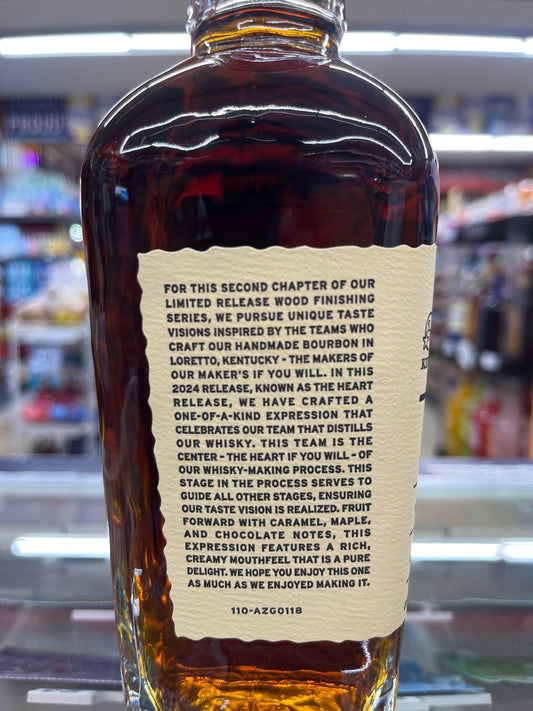 PROUD
FOR THIS SECOND CHAPTER OF OUR
LIMITED RELEASE WOOD FINISHING
SERIES, WE PURSUE UNIQUE TASTE
VISIONS INSPIRED BY THE TEAMS WHO
CRAFT OUR HANDMADE BOURBON IN
LORETTO, KENTUCKY - THE MAKERS OF
OUR MAKER'S IF YOU WILL. IN THIS
2024 RELEASE, KNOWN AS THE HEART
RELEASE, WE HAVE CRAFTED A
ONE-OF-A-KIND EXPRESSION THAT
CELEBRATES OUR TEAM THAT DISTILLS
OUR WHISKY. THIS TEAM IS THE
CENTER - THE HEART IF YOU WILL - OF
OUR WHISKY-MAKING PROCESS. THIS
STAGE IN THE PROCESS SERVES TO
GUIDE ALL OTHER STAGES, ENSURING
OUR TASTE VISION IS REALIZED. FRUIT
FORWARD WITH CARAMEL, MAPLE,
AND CHOCOLATE NOTES, THIS
EXPRESSION FEATURES A RICH,
CREAMY MOUTHFEEL THAT IS A PURE
DELIGHT. WE HOPE YOU ENJOY THIS ONE
AS MUCH AS WE ENJOYED MAKING IT.
110-AZG0118